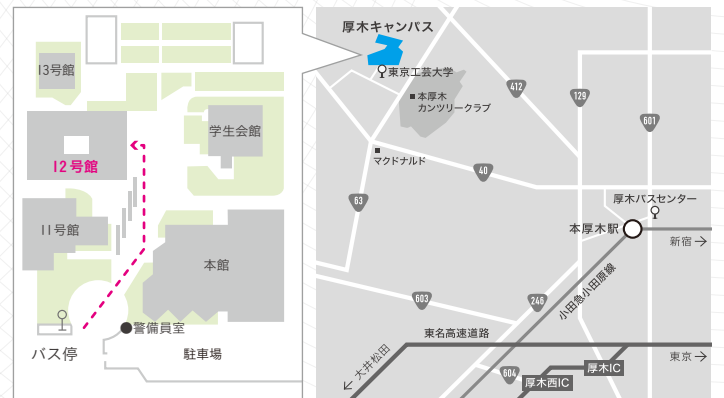 13号館
学生会館
12号館
11号館
本館
警備員室
バス停
駐車場
厚木キャンパス
東京工芸大学
本厚木
カンツリークラブ
マクドナルド
412
129
601
40
63
厚木バスセンター
本厚木駅
新宿→
小田急小田原線
603
246
東名高速道路
東京→
←大井松田
604
厚木IC
厚木西IC